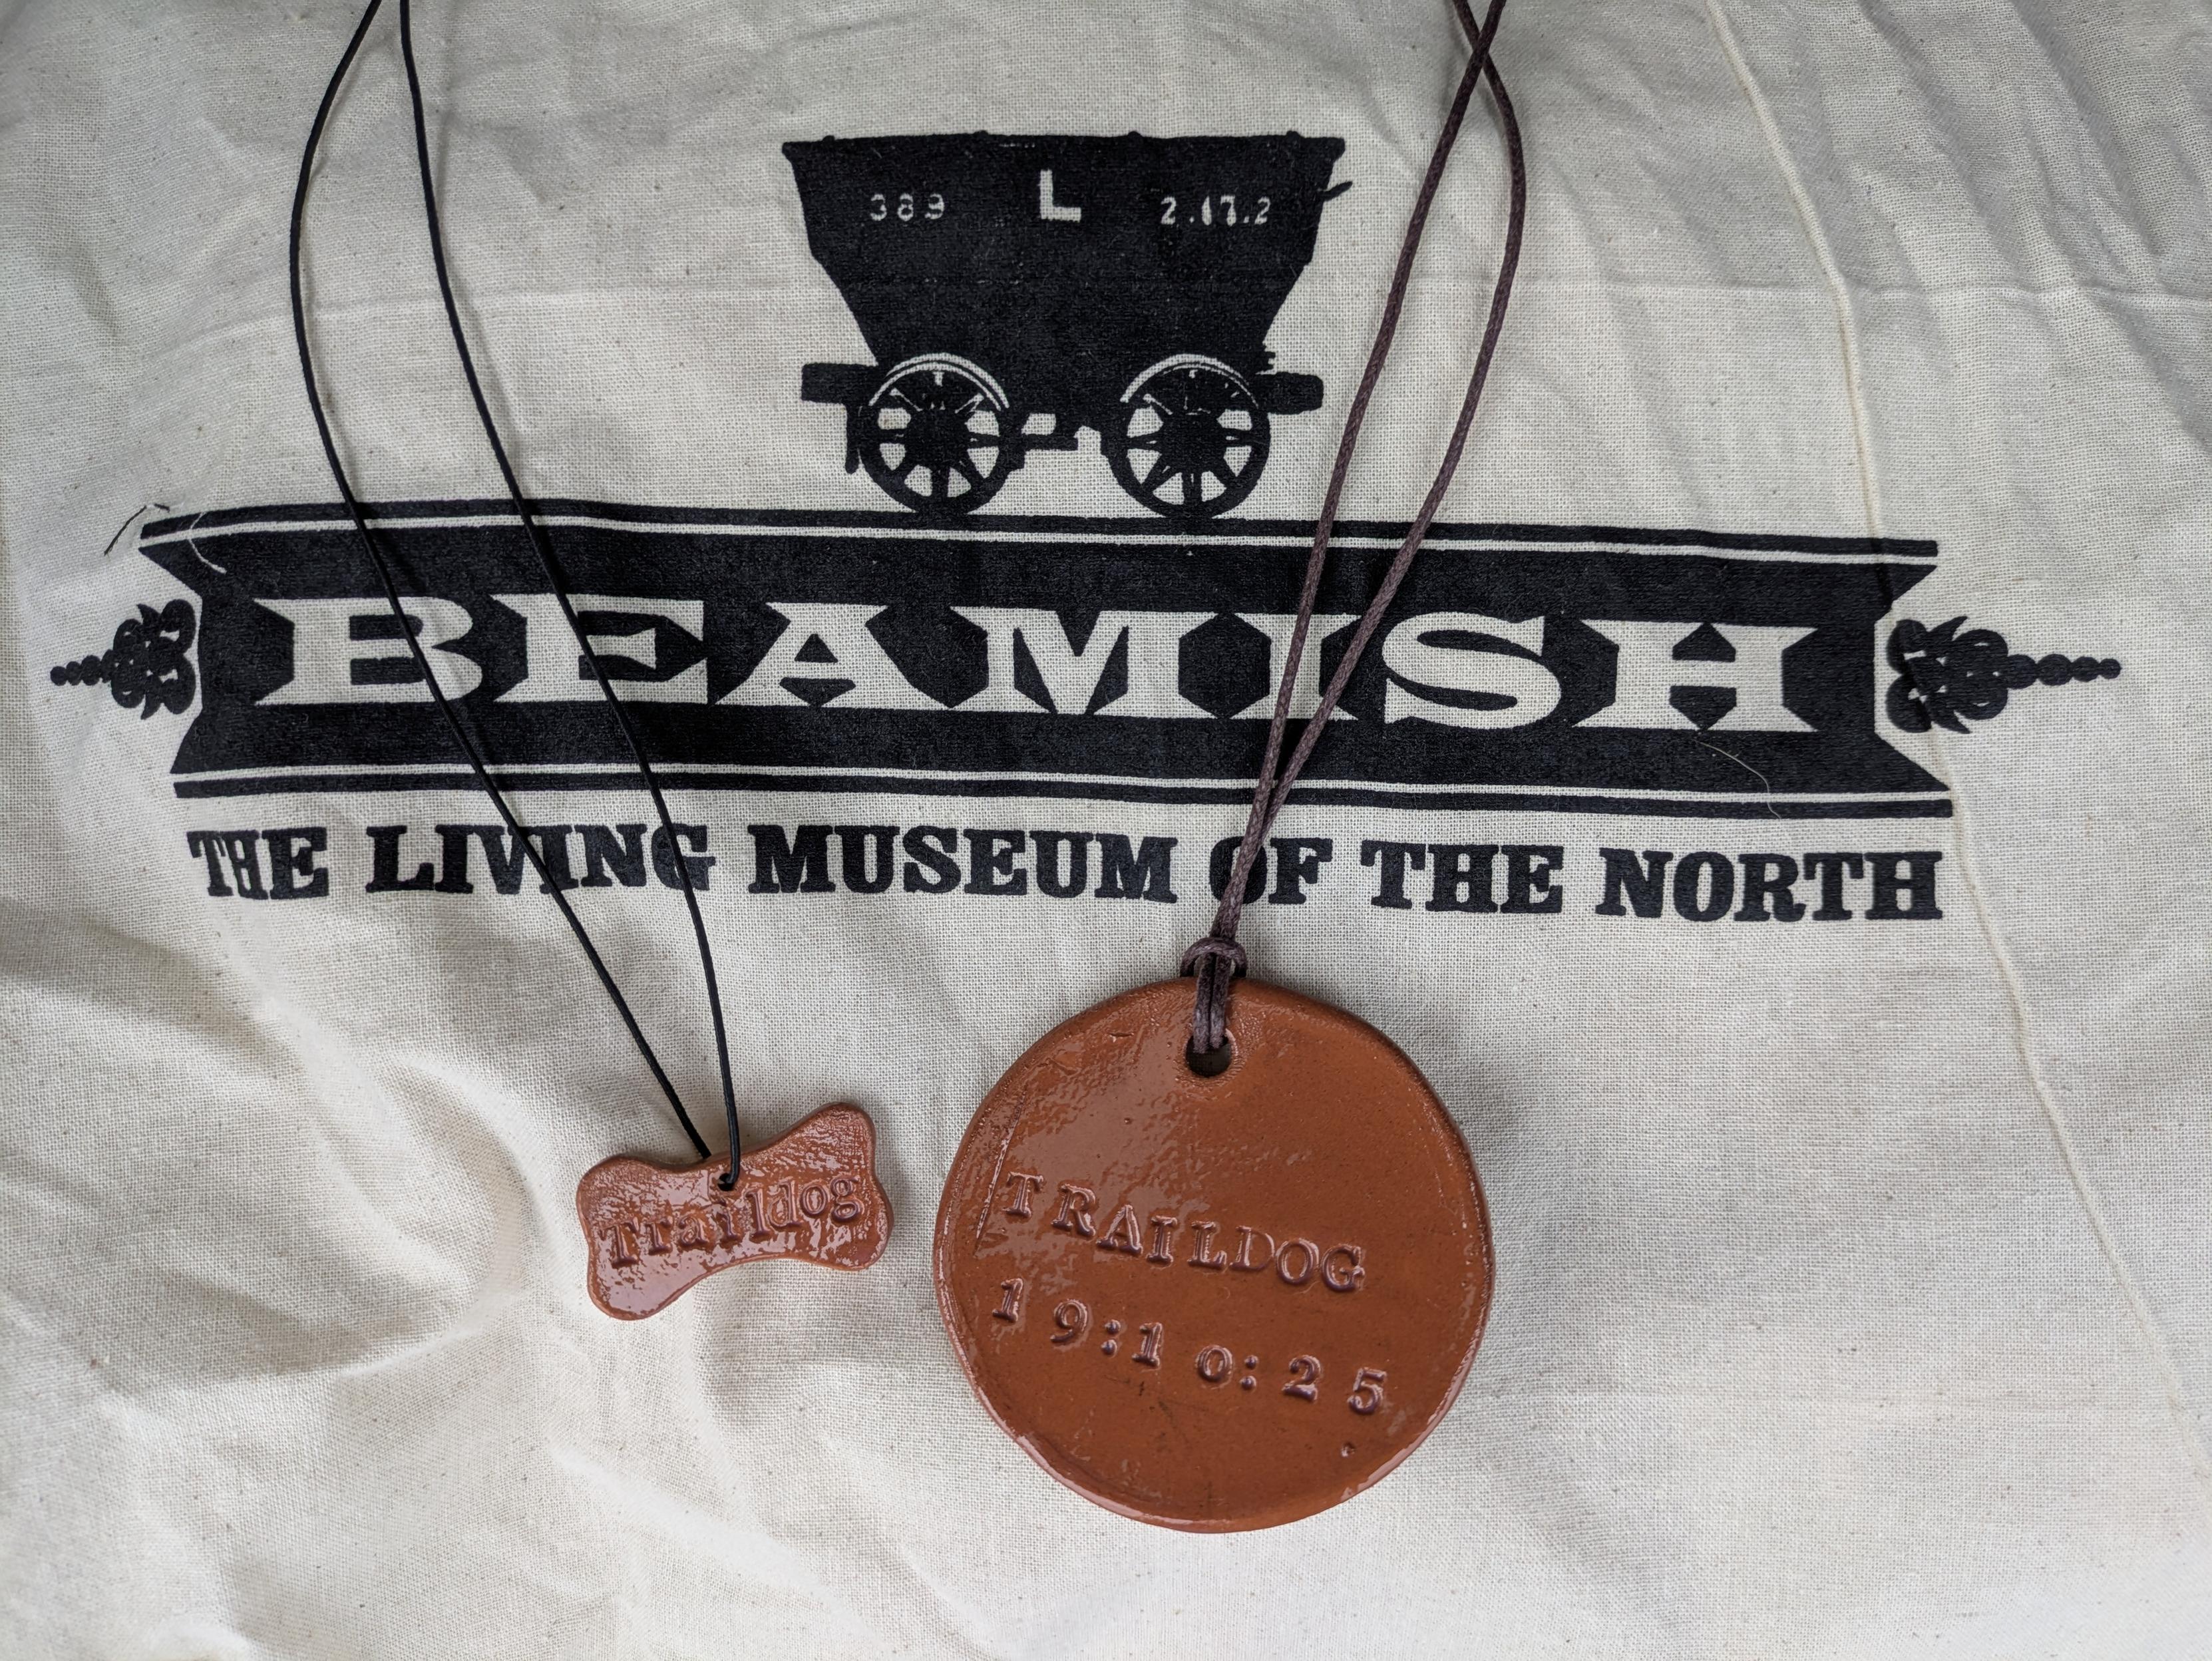 389 L 2.17.2
BEAMISH
THE LIVING MUSEUM OF THE NORTH
Traildog
TRAILDOG
19:10:25